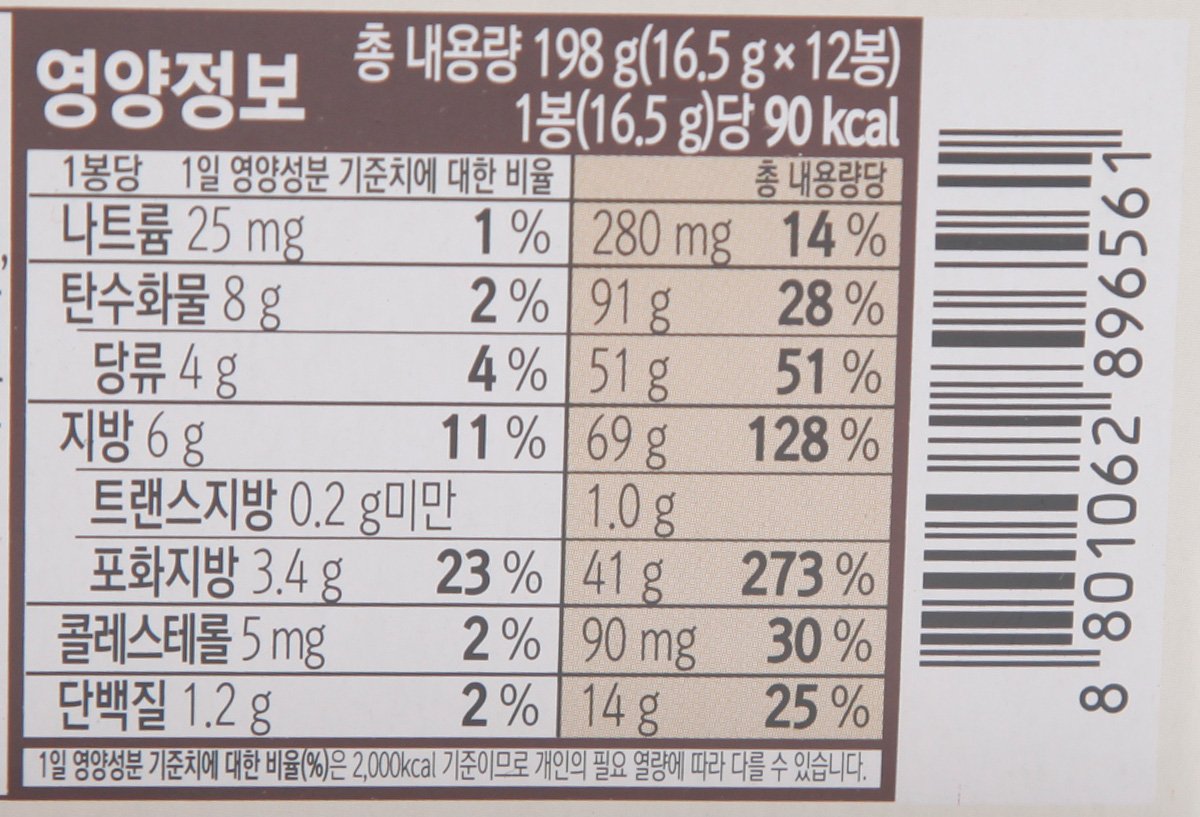 영양정보
총 내용량 198 g(16.5 g × 12봉)
1봉(16.5 g)당 90 kcal
1봉당 1일 영양성분 기준치에 대한 비율 총 내용량당
나트륨 25 mg 1 % 280 mg 14 %
탄수화물 8 g 2 % 91 g 28 %
당류 4 g 4 % 51 g 51 %
지방 6 g 11 % 69 g 128 %
트랜스지방 0.2 g미만 1.0 g
포화지방 3.4 g 23 % 41 g 273 %
콜레스테롤 5 mg 2 % 90 mg 30 %
단백질 1.2 g 2 % 14 g 25 %
1일 영양성분 기준치에 대한 비율(%)은 2,000kcal 기준이므로 개인의 필요 열량에 따라 다를 수 있습니다.
8 801062 896561